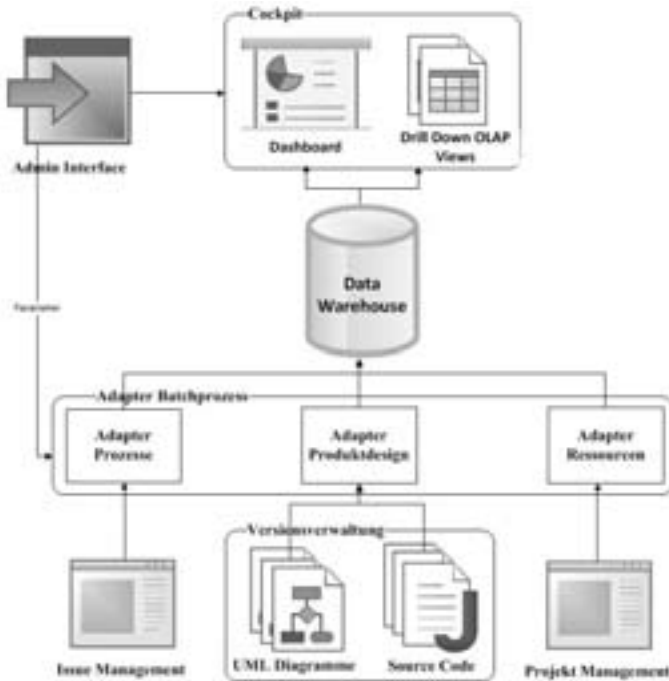 Cockpit
Dashboard
Drill Down OLAP
Views
Admin Interface
Data
Warehouse
Parameter
Adapter Batchprozess
Adapter
Prozesse
Adapter
Produktdesign
Adapter
Ressourcen
Versionsverwaltung
Issue Management
UML Diagramme
Source Code
Projekt Management